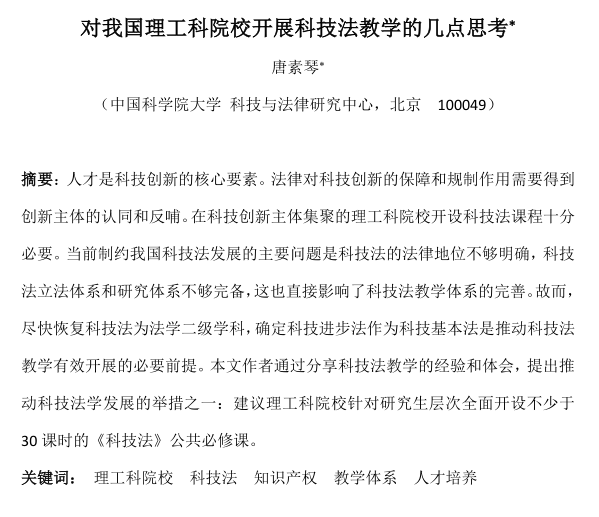 对我国理工科院校开展科技法教学的几点思考*
唐素琴*
（中国科学院大学 科技与法律研究中心，北京 100049）
摘要：人才是科技创新的核心要素。法律对科技创新的保障和规制作用需要得到
创新主体的认同和反哺。在科技创新主体集聚的理工科院校开设科技法课程十分
必要。当前制约我国科技法发展的主要问题是科技法的法律地位不够明确，科技
法立法体系和研究体系不够完备，这也直接影响了科技法教学体系的完善。故而，
尽快恢复科技法为法学二级学科，确定科技进步法作为科技基本法是推动科技法
教学有效开展的必要前提。本文作者通过分享科技法教学的经验和体会，提出推
动科技法学发展的举措之一：建议理工科院校针对研究生层次全面开设不少于
30 课时的《科技法》公共必修课。
关键词： 理工科院校 科技法 知识产权 教学体系 人才培养